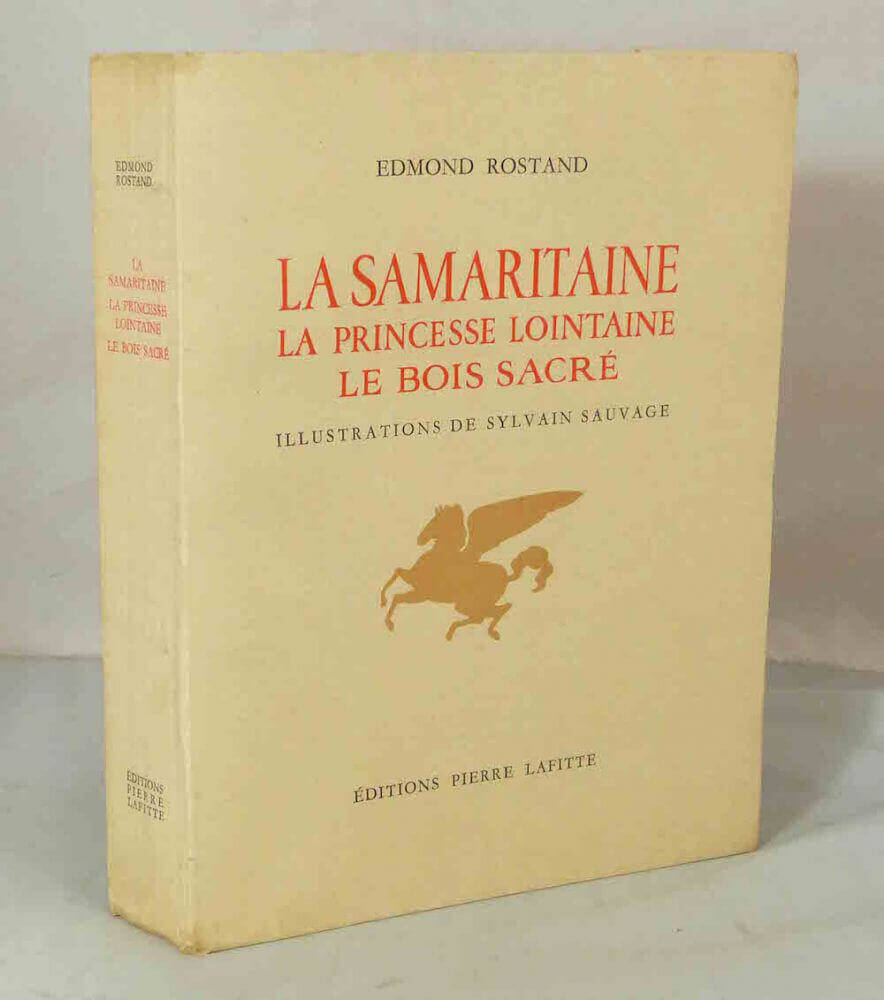 EDMOND
ROSTAND
LA
SAMARITAINE
LA PRINCESSE
LOINTAINE
LE BOIS SACRÉ
ÉDITIONS
PIERRE
LAFITTE
EDMOND ROSTAND
LA SAMARITAINE
LA PRINCESSE LOINTAINE
LE BOIS SACRÉ
ILLUSTRATIONS DE SYLVAIN SAUVAGE
ÉDITIONS PIERRE LAFITTE